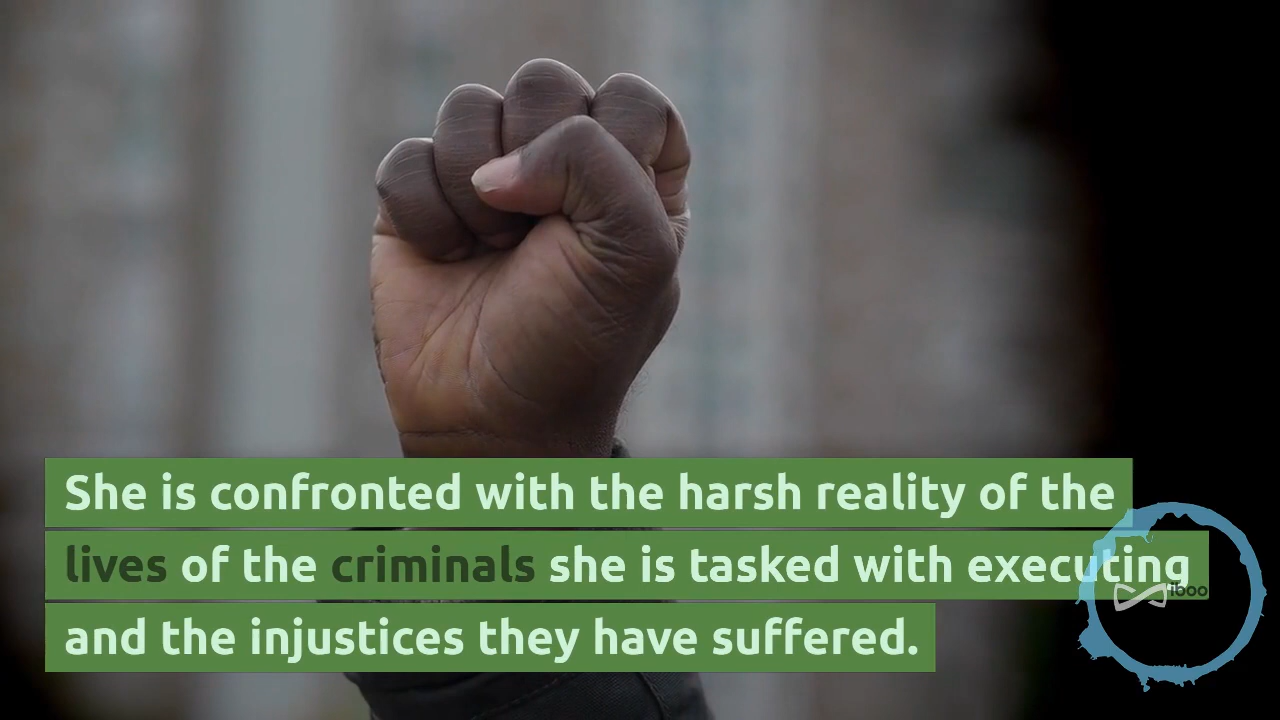 She is confronted with the harsh reality of the
lives of the criminals she is tasked with executing
and the injustices they have suffered.
iboo